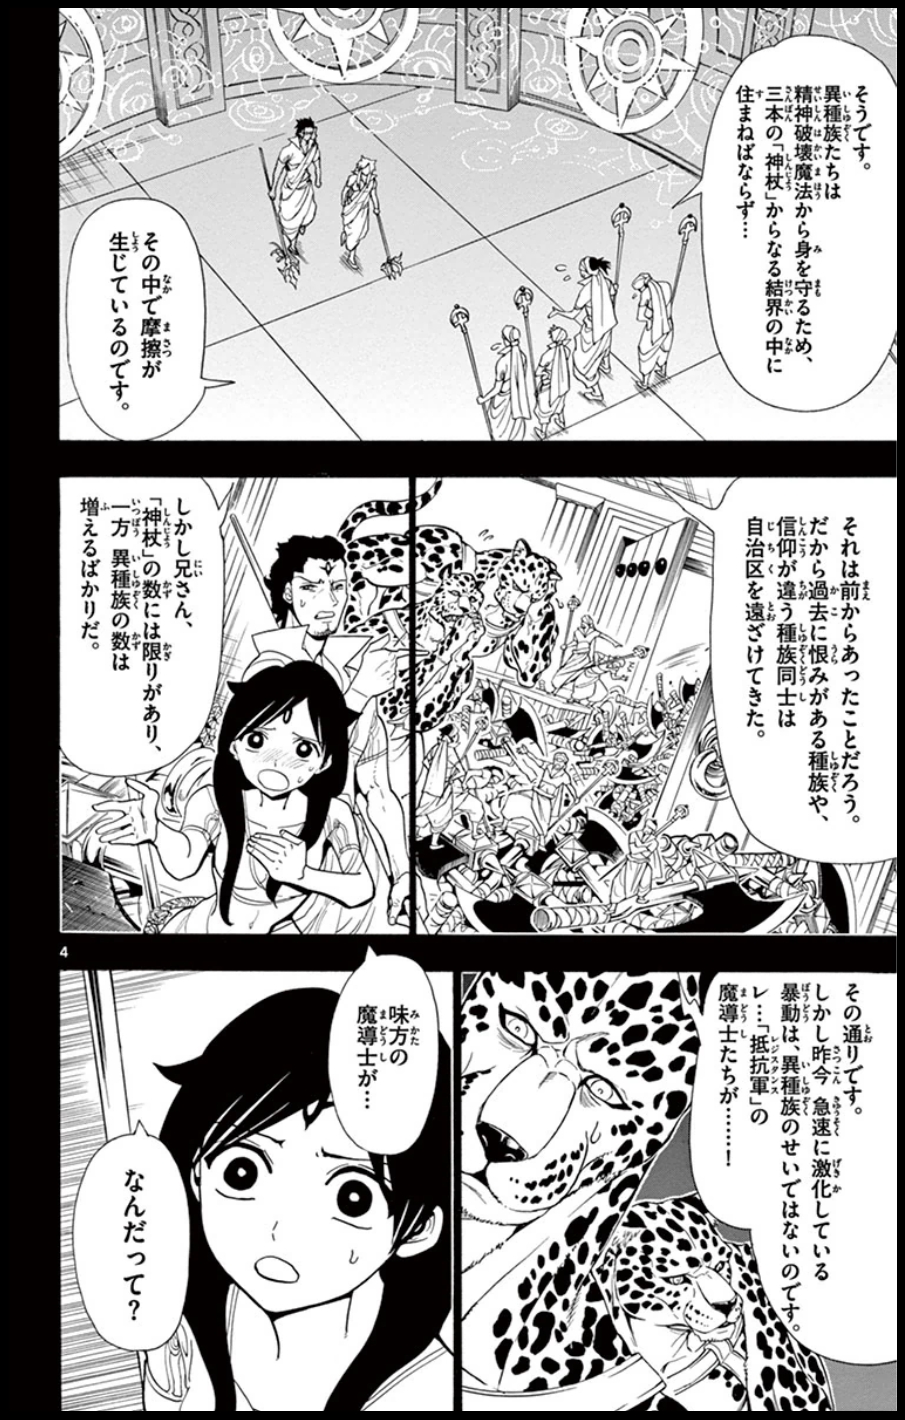 そうです。
異種族たちは
精神破壊魔法から身を守るため、
三本の「神杖」からなる結界の中に
住まねばならず…
その中で摩擦が
生じているのです。
それは前からあったことだろう。
だから過去に恨みがある種族や、
信仰が違う種族同士は
自治区を遠ざけてきた。
しかし兄さん、
「神杖」の数には限りがあり、
一方 異種族の数は
増えるばかりだ。
その通りです。
しかし昨今 急速に激化している
暴動は、異種族のせいではないのです。
レ…「抵抗軍」の
魔導士たちが………！
味方の
魔導士が…
なんだって？
4